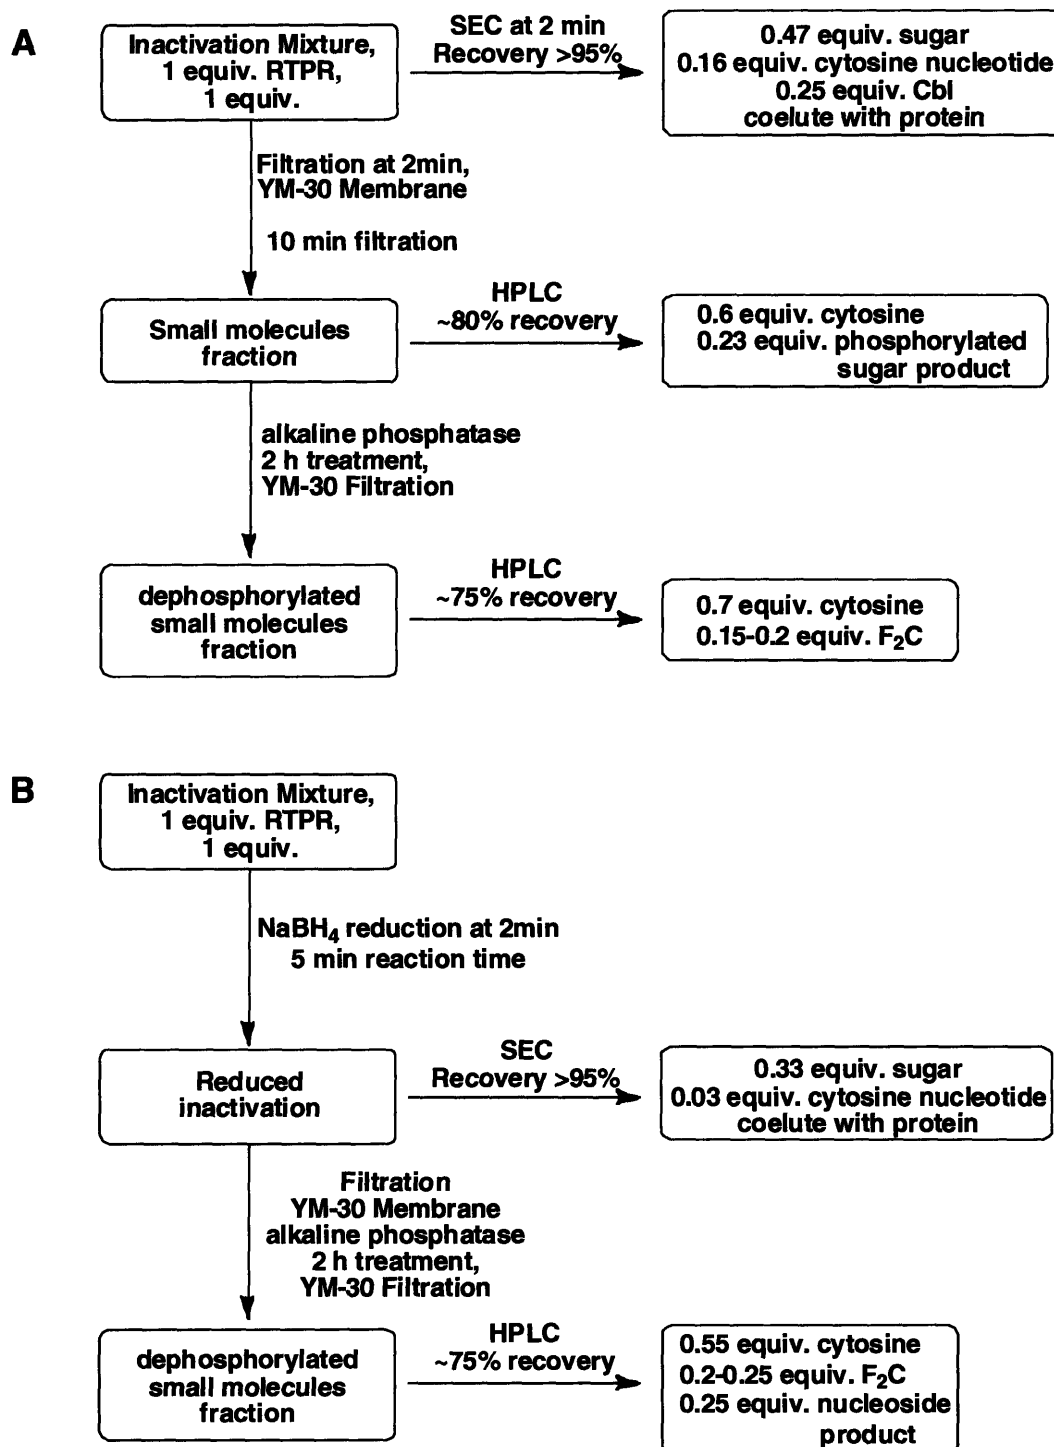 A
Inactivation Mixture,
1 equiv. RTPR,
1 equiv.
SEC at 2 min
Recovery >95%
0.47 equiv. sugar
0.16 equiv. cytosine nucleotide
0.25 equiv. Cbl
coelute with protein
Filtration at 2min,
YM-30 Membrane
10 min filtration
Small molecules
fraction
HPLC
~80% recovery
0.6 equiv. cytosine
0.23 equiv. phosphorylated
sugar product
alkaline phosphatase
2 h treatment,
YM-30 Filtration
dephosphorylated
small molecules
fraction
HPLC
~75% recovery
0.7 equiv. cytosine
0.15-0.2 equiv. F₂C
B
Inactivation Mixture,
1 equiv. RTPR,
1 equiv.
NaBH₄ reduction at 2min
5 min reaction time
Reduced
inactivation
SEC
Recovery >95%
0.33 equiv. sugar
0.03 equiv. cytosine nucleotide
coelute with protein
Filtration
YM-30 Membrane
alkaline phosphatase
2 h treatment,
YM-30 Filtration
dephosphorylated
small molecules
fraction
HPLC
~75% recovery
0.55 equiv. cytosine
0.2-0.25 equiv. F₂C
0.25 equiv. nucleoside
product